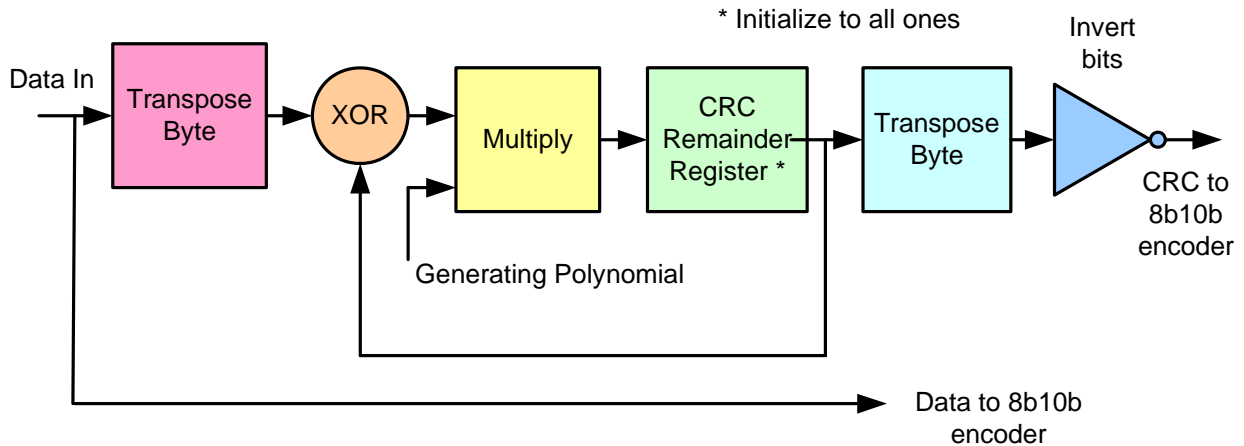 * Initialize to all ones
Invert
bits
Data In
Transpose
Byte
XOR
Multiply
CRC
Remainder
Register *
Transpose
Byte
CRC to
8b10b
encoder
Generating Polynomial
Data to 8b10b
encoder